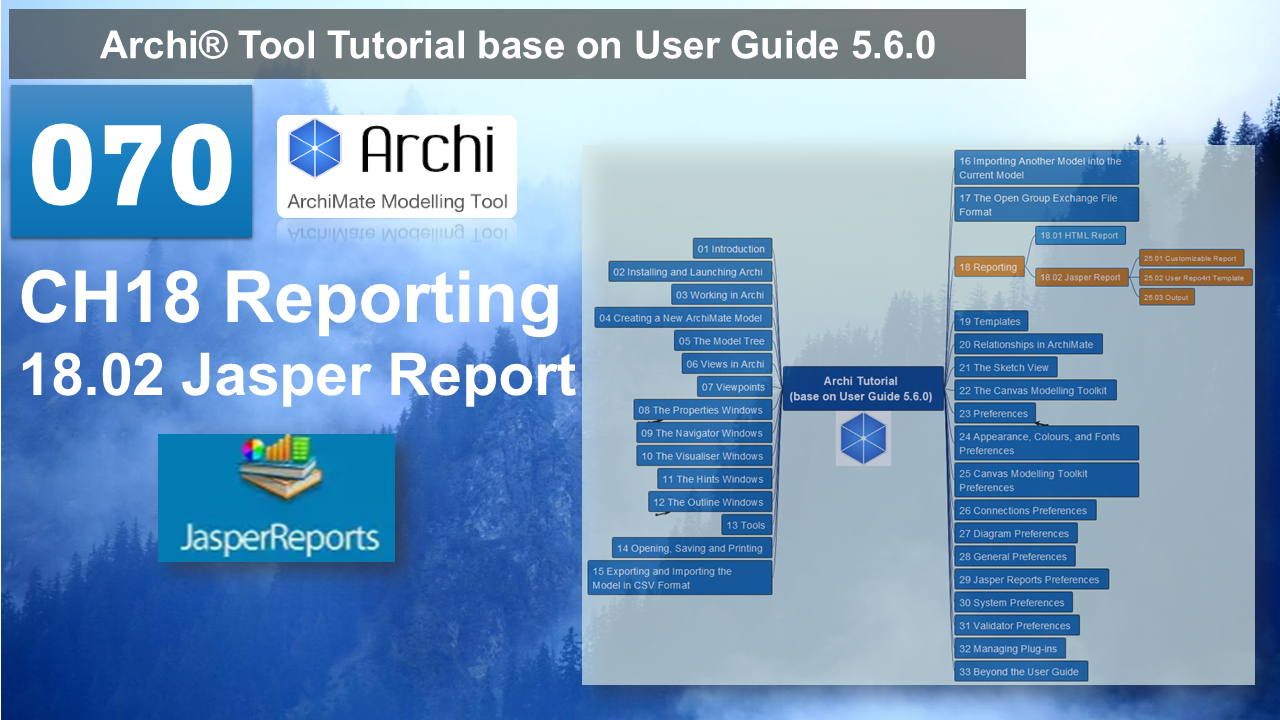 Archi® Tool Tutorial base on User Guide 5.6.0
070
Archi
ArchiMate Modelling Tool
CH18 Reporting
18.02 Jasper Report
JasperReports
01 Introduction
02 Installing and Launching Archi
03 Working in Archi
04 Creating a New ArchiMate Model
05 The Model Tree
06 Views in Archi
07 Viewpoints
08 The Properties Windows
09 The Navigator Windows
10 The Visualiser Windows
11 The Hints Windows
12 The Outline Windows
13 Tools
14 Opening, Saving and Printing
15 Exporting and Importing the
Model in CSV Format
Archi Tutorial
(base on User Guide 5.6.0)
16 Importing Another Model into the
Current Model
17 The Open Group Exchange File
Format
18 Reporting
18.01 HTML Report
18.02 Jasper Report
25.01 Customizable Report
25.02 User Repo4rt Template
25.03 Output
19 Templates
20 Relationships in ArchiMate
21 The Sketch View
22 The Canvas Modelling Toolkit
23 Preferences
24 Appearance, Colours, and Fonts
Preferences
25 Canvas Modelling Toolkit
Preferences
26 Connections Preferences
27 Diagram Preferences
28 General Preferences
29 Jasper Reports Preferences
30 System Preferences
31 Validator Preferences
32 Managing Plug-ins
33 Beyond the User Guide